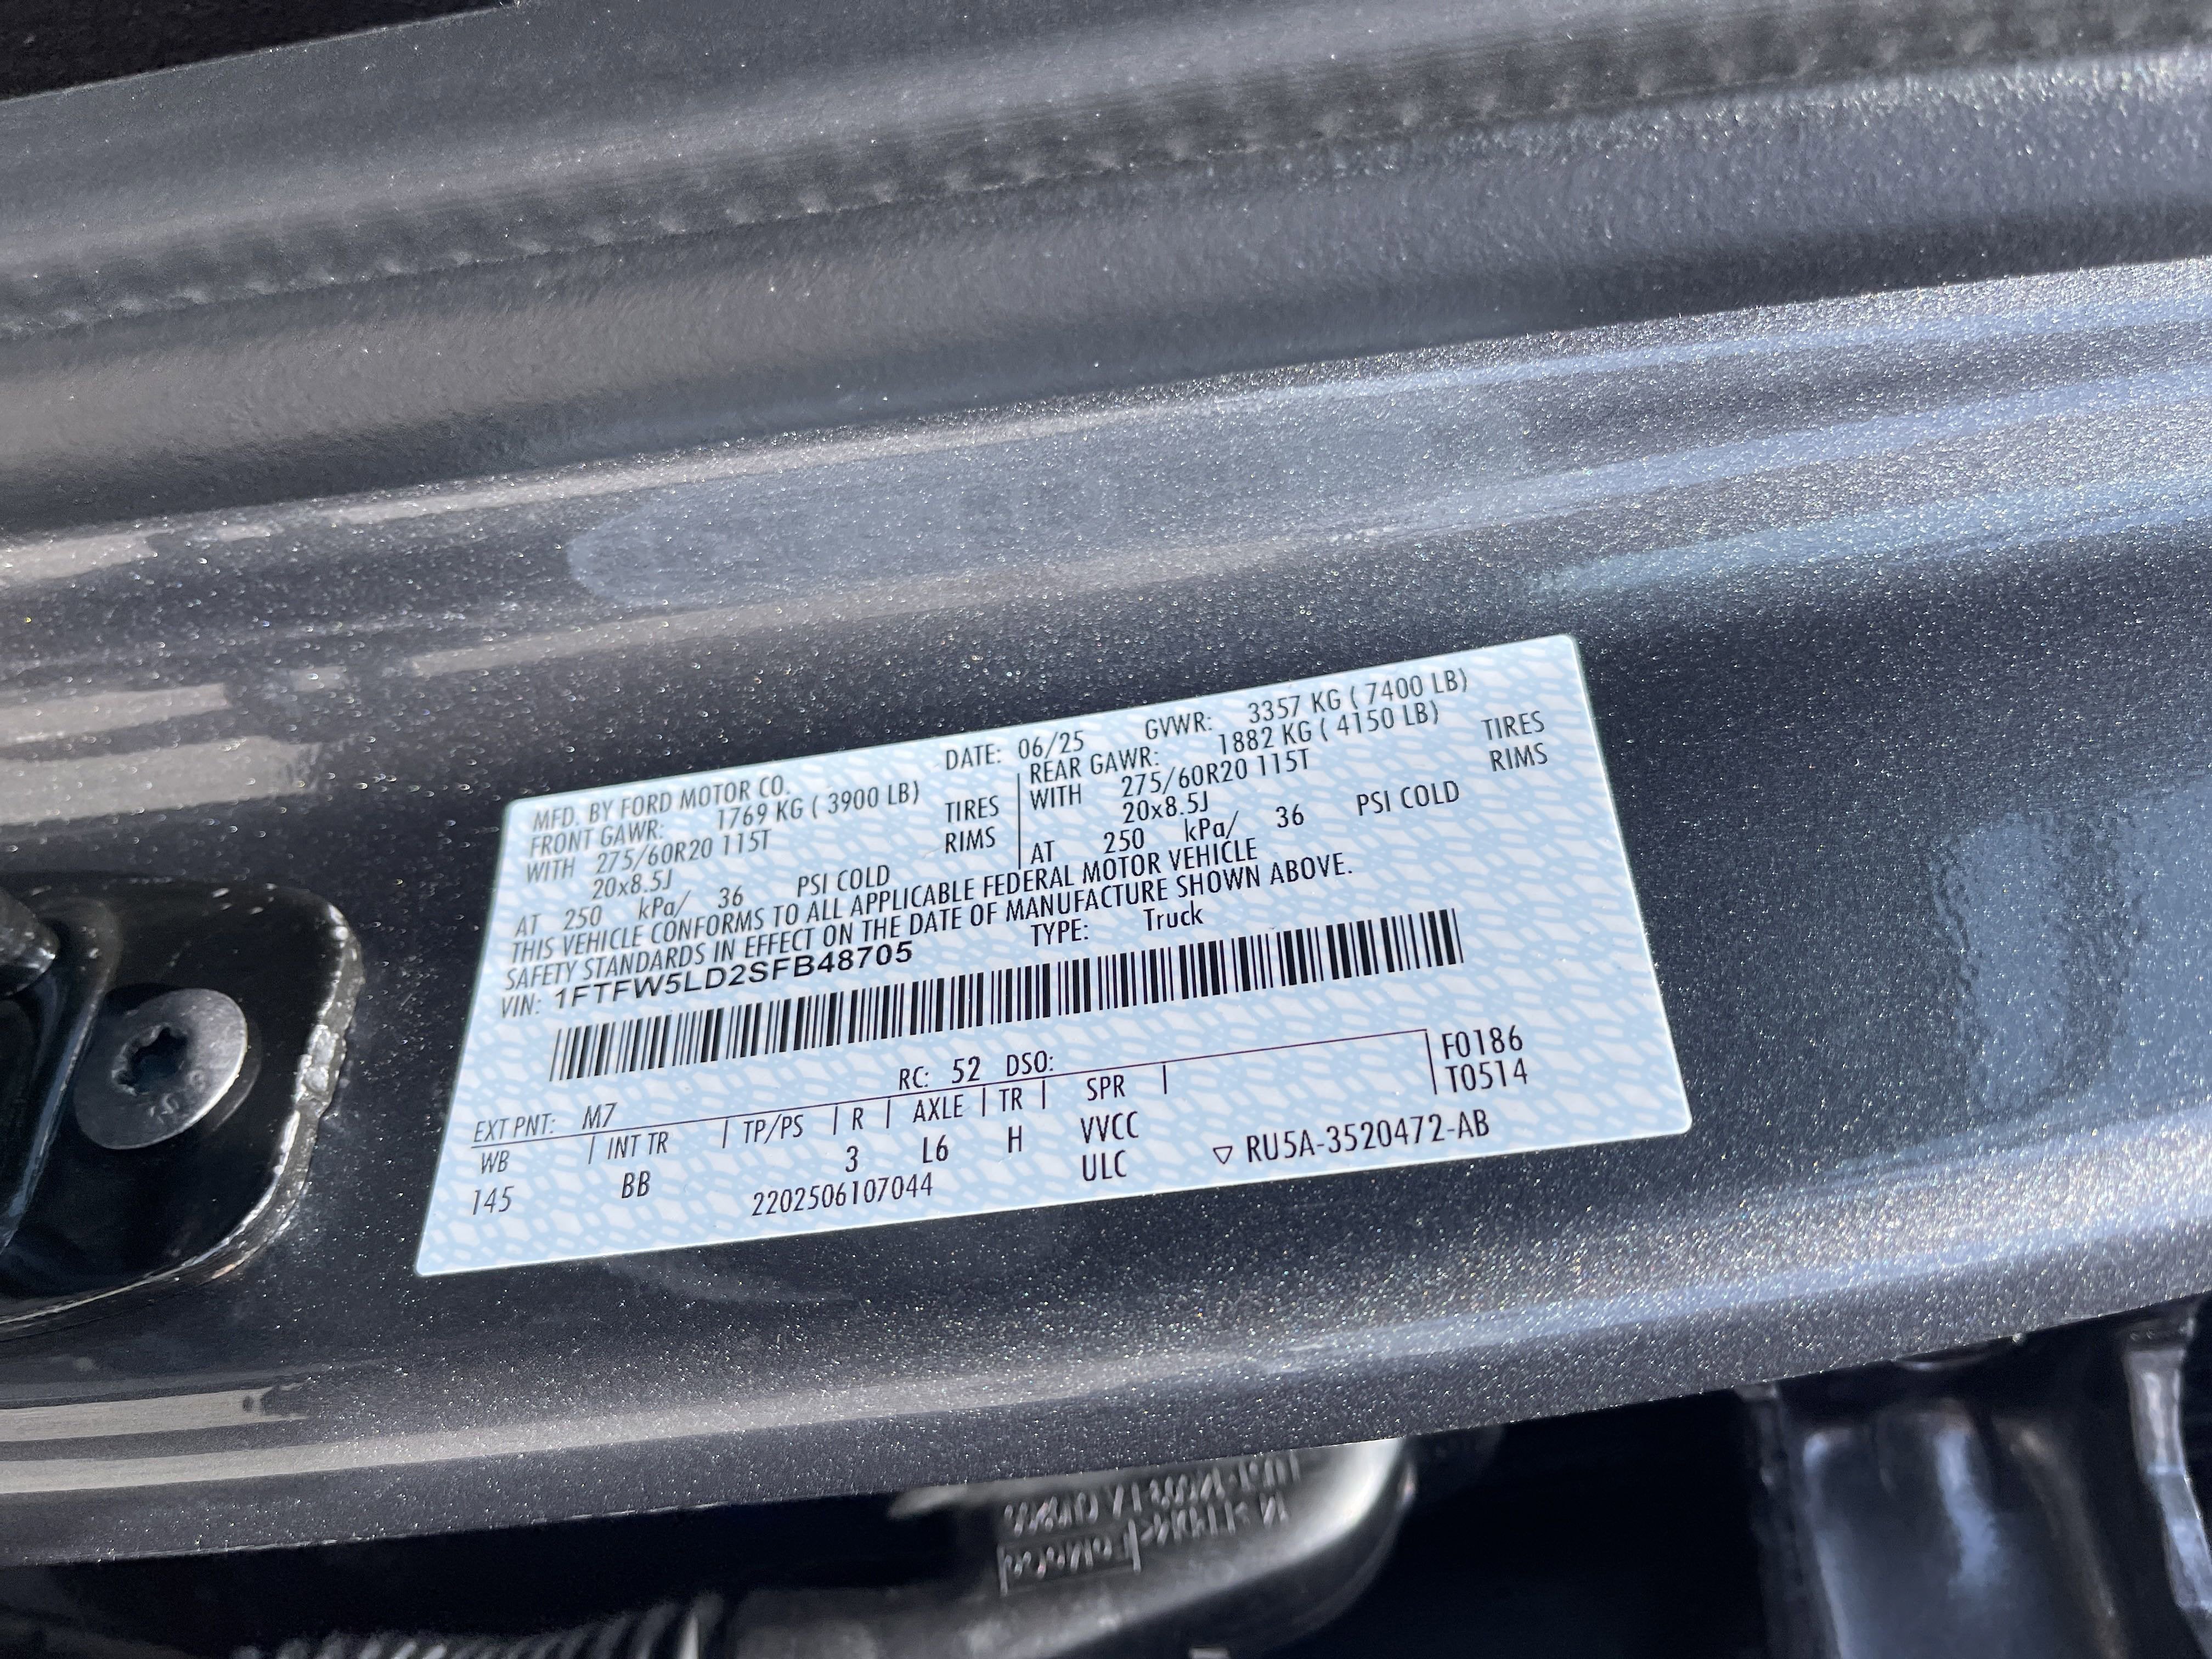 MFD. BY FORD MOTOR CO. DATE: 06/25 GVWR: 3357 KG ( 7400 LB)
FRONT GAWR: 1769 KG ( 3900 LB)
WITH 275/60R20 115T TIRES
20x8.5J RIMS
AT 250 kPa/ 36 PSI COLD
REAR GAWR: 1882 KG ( 4150 LB)
WITH 275/60R20 115T TIRES
20x8.5J RIMS
AT 250 kPa/ 36 PSI COLD
THIS VEHICLE CONFORMS TO ALL APPLICABLE FEDERAL MOTOR VEHICLE
SAFETY STANDARDS IN EFFECT ON THE DATE OF MANUFACTURE SHOWN ABOVE.
VIN: 1FTFW5LD2SFB48705 TYPE: Truck
EXT PNT: M7 RC: 52 DSO: F0186
WB INT TR TP/PS R AXLE TR SPR T0514
145 BB 3 L6 H VVCC
2202506107044 ULC ▽ RU5A-3520472-AB